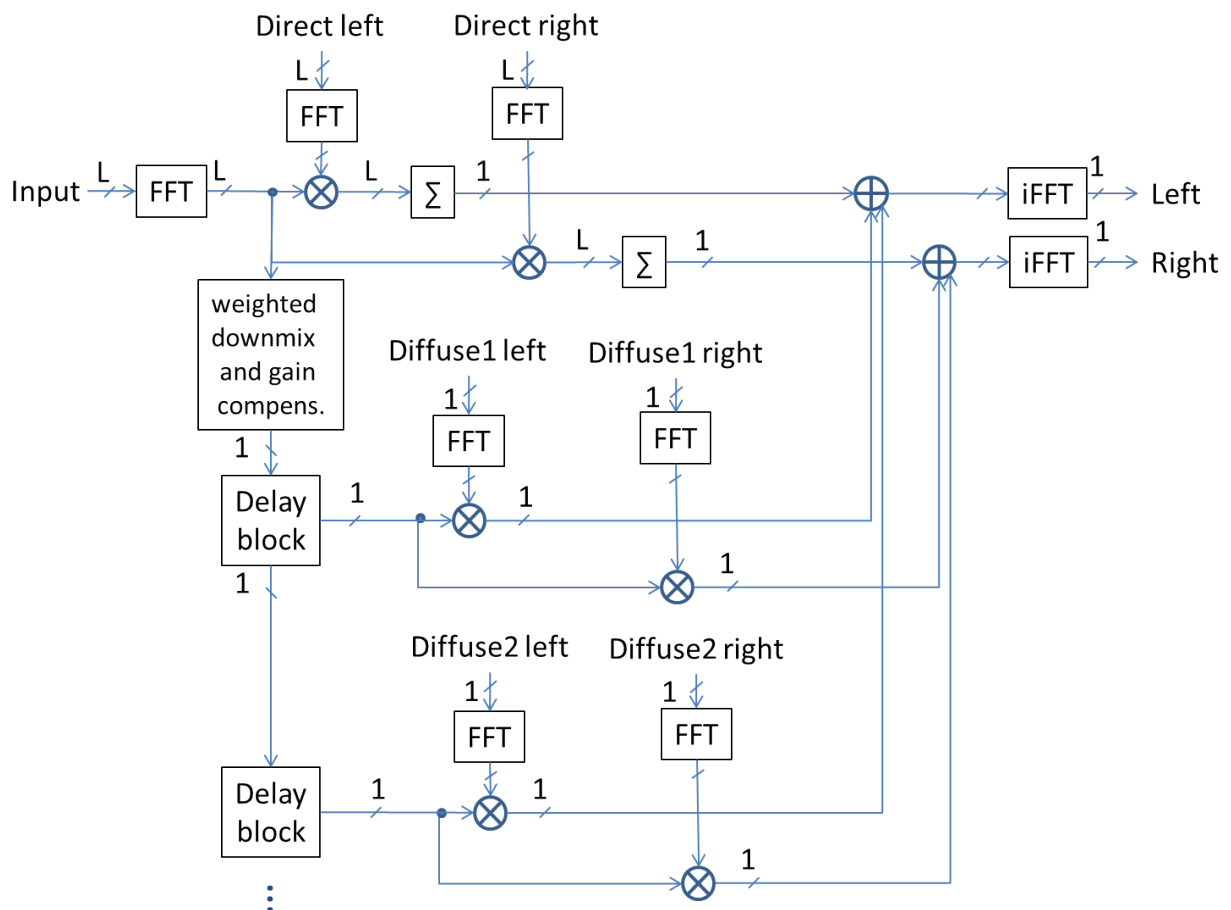 Direct left
Direct right
L
L
FFT
FFT
Input
L
FFT
L
L
Σ
1
iFFT
1
Left
L
Σ
1
iFFT
1
Right
weighted
downmix
and gain
compens.
Diffuse1 left
Diffuse1 right
1
1
FFT
FFT
1
Delay
block
1
1
1
1
Diffuse2 left
Diffuse2 right
1
1
FFT
FFT
Delay
block
1
1
1